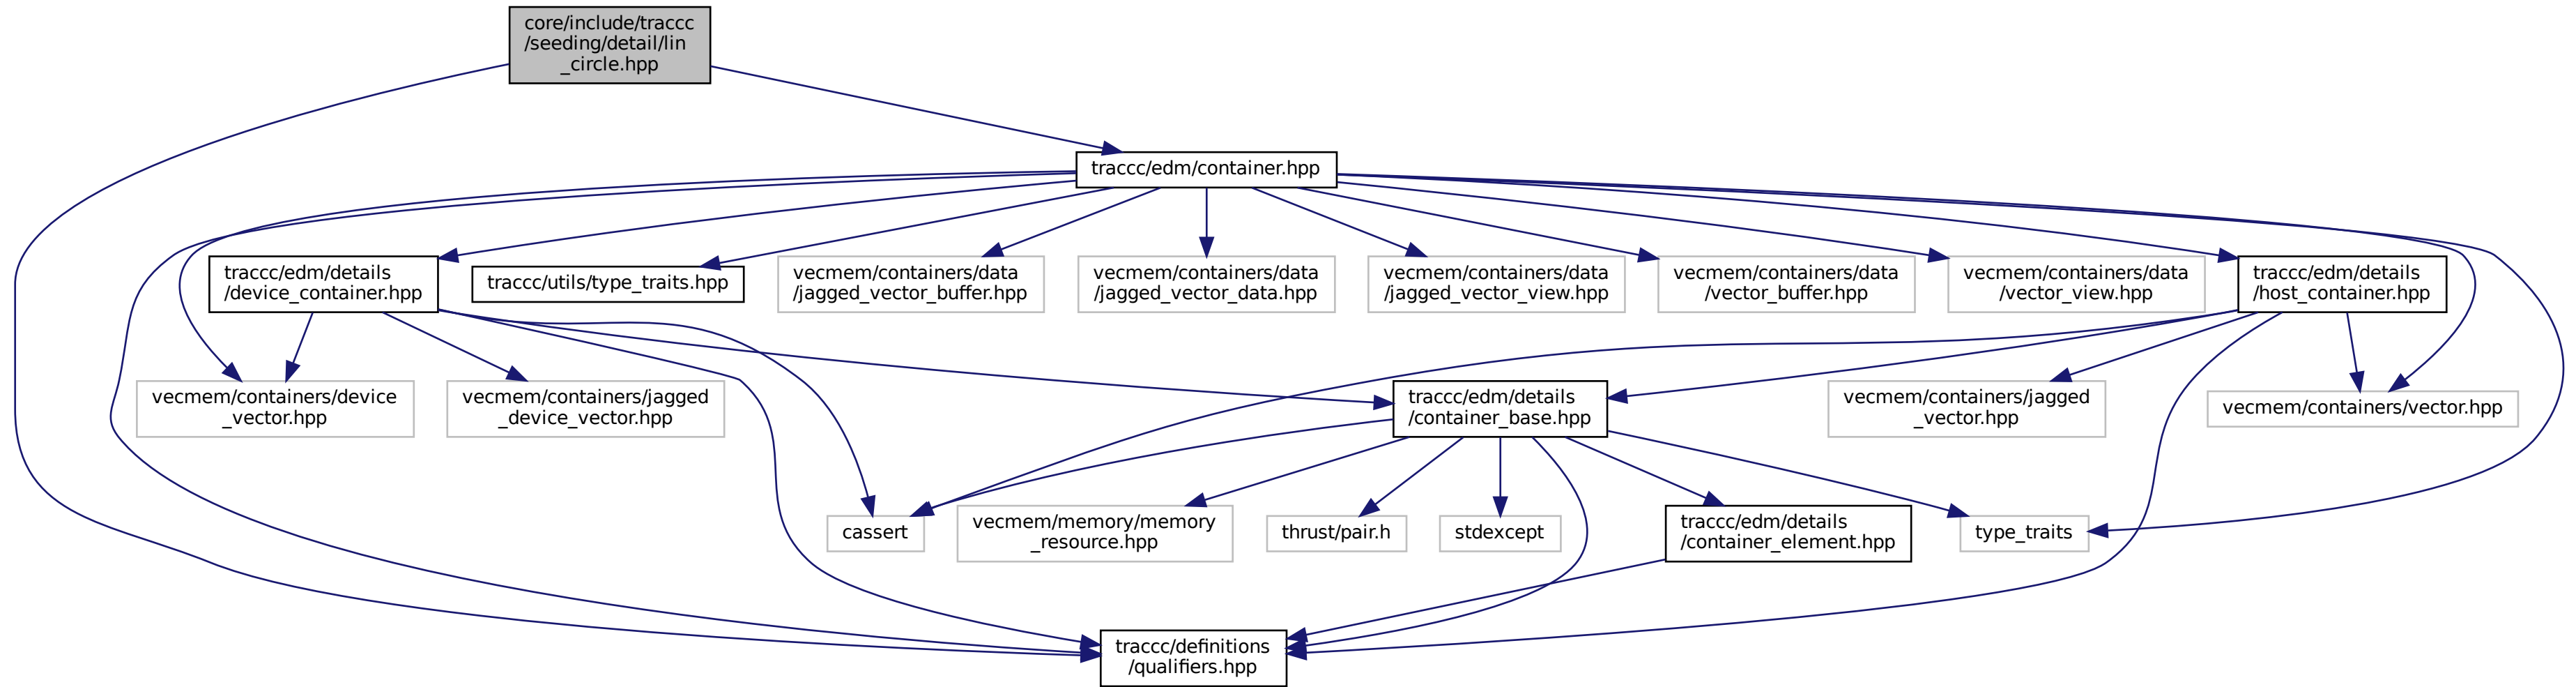 core/include/traccc
/seeding/detail/lin
_circle.hpp
traccc/edm/container.hpp
traccc/edm/details
/device_container.hpp
traccc/utils/type_traits.hpp
vecmem/containers/data
/jagged_vector_buffer.hpp
vecmem/containers/data
/jagged_vector_data.hpp
vecmem/containers/data
/jagged_vector_view.hpp
vecmem/containers/data
/vector_buffer.hpp
vecmem/containers/data
/vector_view.hpp
traccc/edm/details
/host_container.hpp
vecmem/containers/device
_vector.hpp
vecmem/containers/jagged
_device_vector.hpp
traccc/edm/details
/container_base.hpp
vecmem/containers/jagged
_vector.hpp
vecmem/containers/vector.hpp
cassert
vecmem/memory/memory
_resource.hpp
thrust/pair.h
stdexcept
traccc/edm/details
/container_element.hpp
type_traits
traccc/definitions
/qualifiers.hpp